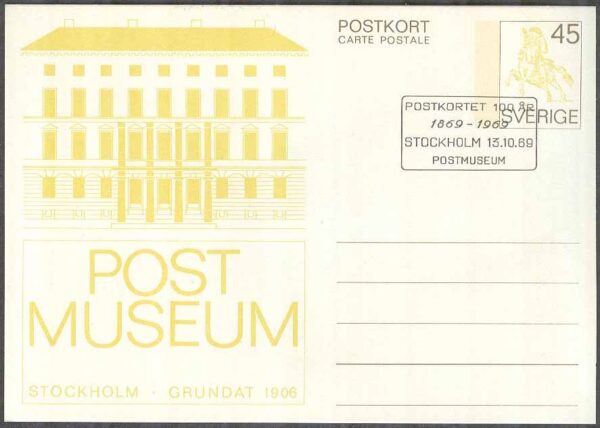 POSTKORT
CARTE POSTALE
45
SVERIGE
POSTKORTET 100 ÅR
1869-1969
STOCKHOLM 13.10.69
POSTMUSEUM
POST
MUSEUM
STOCKHOLM · GRUNDAT 1906